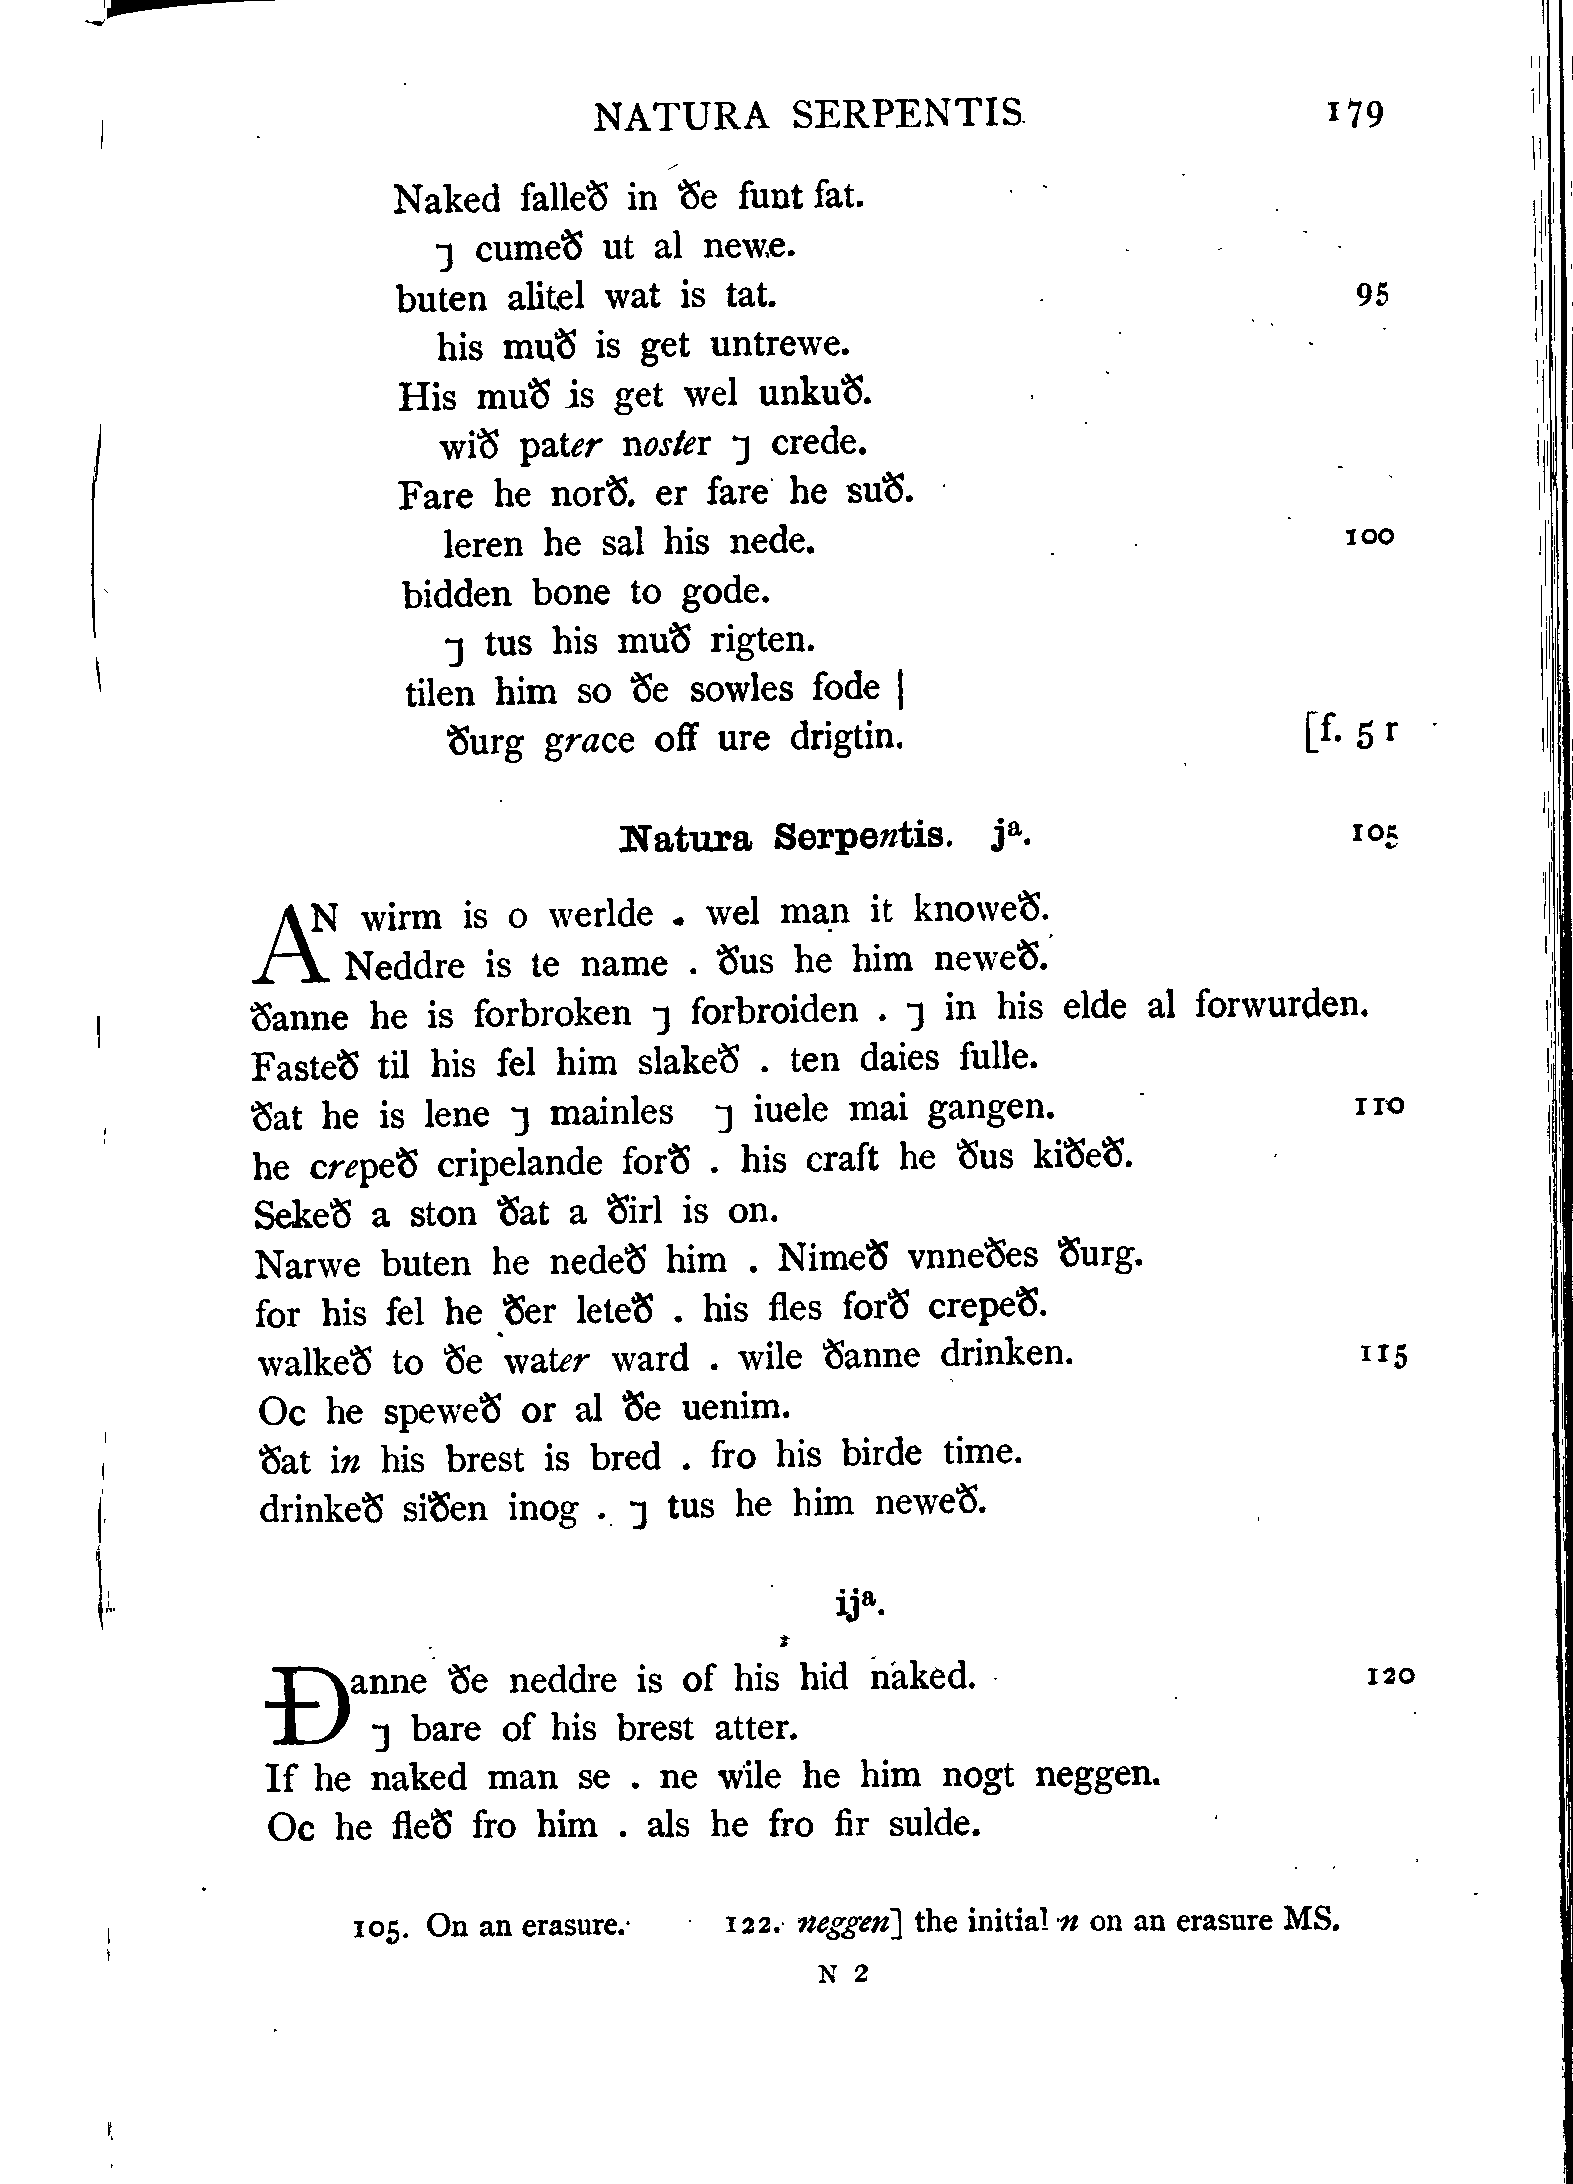 NATURA SERPENTIS 179
Naked falleð in ðe funt fat.
⁊ cumeð ut al newe.
buten alitel wat is tat. 95
his muð is get untrewe.
His muð is get wel unkuð.
wið pater noster ⁊ crede.
Fare he norð. er fare he suð.
leren he sal his nede. 100
bidden bone to gode.
⁊ tus his muð rigten.
tilen him so ðe sowles fode |
ðurg grace off ure drigtin. [f. 5 r
Natura Serpentis. jª. 105
AN wirm is o werlde . wel man it knoweð.
Neddre is te name . ðus he him neweð.
ðanne he is forbroken ⁊ forbroiden . ⁊ in his elde al forwurden.
Fasteð til his fel him slakeð . ten daies fulle.
ðat he is lene ⁊ mainles ⁊ iuele mai gangen. 110
he crepeð cripelande forð . his craft he ðus kiðeð.
Sekeð a ston ðat a ðirl is on.
Narwe buten he nedeð him . Nimeð vnneðes ðurg.
for his fel he ðer leteð . his fles forð crepeð.
walkeð to ðe water ward . wile ðanne drinken. 115
Oc he speweð or al ðe uenim.
ðat in his brest is bred . fro his birde time.
drinkeð siðen inog . ⁊ tus he him neweð.
ijª.
Ðanne ðe neddre is of his hid naked. 120
⁊ bare of his brest atter.
If he naked man se . ne wile he him nogt neggen.
Oc he fleð fro him . als he fro fir sulde.
105. On an erasure. 122. neggen] the initial n on an erasure MS.
N 2